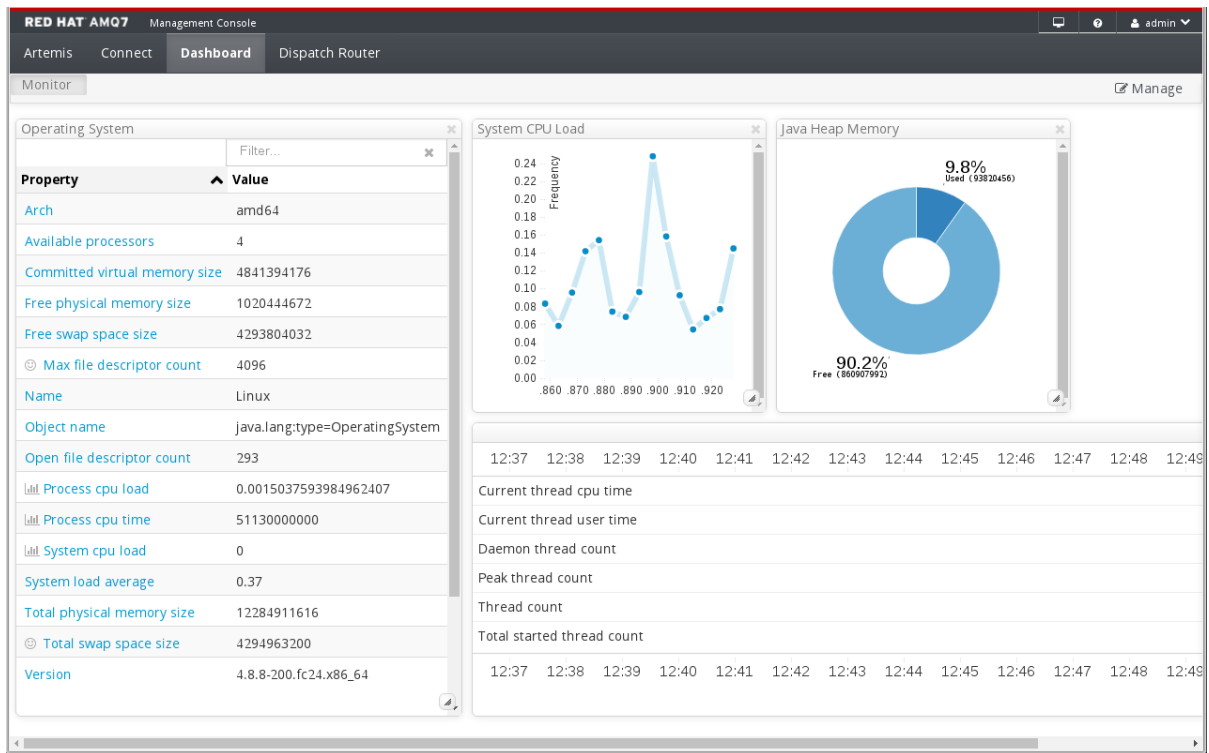 RED HAT AMQ7 Management Console admin
Artemis Connect Dashboard Dispatch Router
Monitor
Manage
Operating System
Filter...
Property Value
Arch amd64
Available processors 4
Committed virtual memory size 4841394176
Free physical memory size 1020444672
Free swap space size 4293804032
Max file descriptor count 4096
Name Linux
Object name java.lang:type=OperatingSystem
Open file descriptor count 293
Process cpu load 0.0015037593984962407
Process cpu time 51130000000
System cpu load 0
System load average 0.37
Total physical memory size 12284911616
Total swap space size 4294963200
Version 4.8.8-200.fc24.x86_64
System CPU Load
Frequency
0.24
0.22
0.20
0.18
0.16
0.14
0.12
0.10
0.08
0.06
0.04
0.02
0.00
.860 .870 .880 .890 .900 .910 .920
Java Heap Memory
9.8%
Used (93820456)
90.2%
Free (860907992)
12:37 12:38 12:39 12:40 12:41 12:42 12:43 12:44 12:45 12:46 12:47 12:48 12:49
Current thread cpu time
Current thread user time
Daemon thread count
Peak thread count
Thread count
Total started thread count
12:37 12:38 12:39 12:40 12:41 12:42 12:43 12:44 12:45 12:46 12:47 12:48 12:49